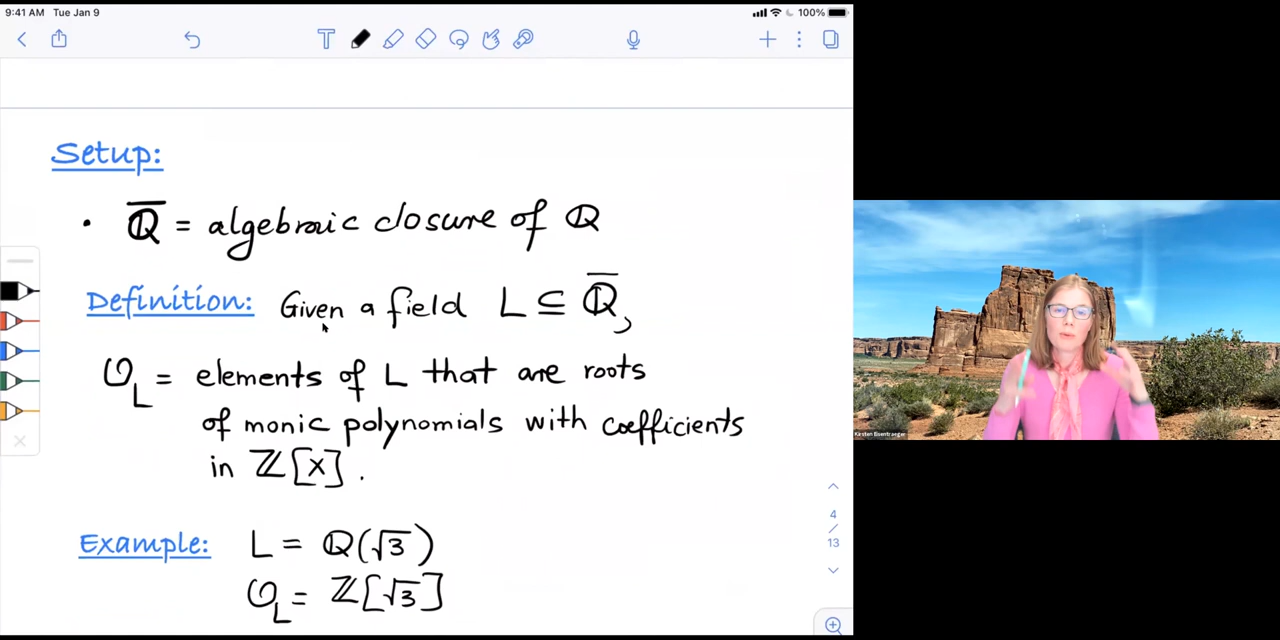 9:41 AM Tue Jan 9
100%
T
Setup:
• ℚ̅ = algebraic closure of ℚ
Definition: Given a field L ⊆ ℚ̅,
𝒪_L = elements of L that are roots
of monic polynomials with coefficients
in ℤ[x].
Example: L = ℚ(√3)
𝒪_L = ℤ[√3]
4
/
13
Kirsten Eisentraeger